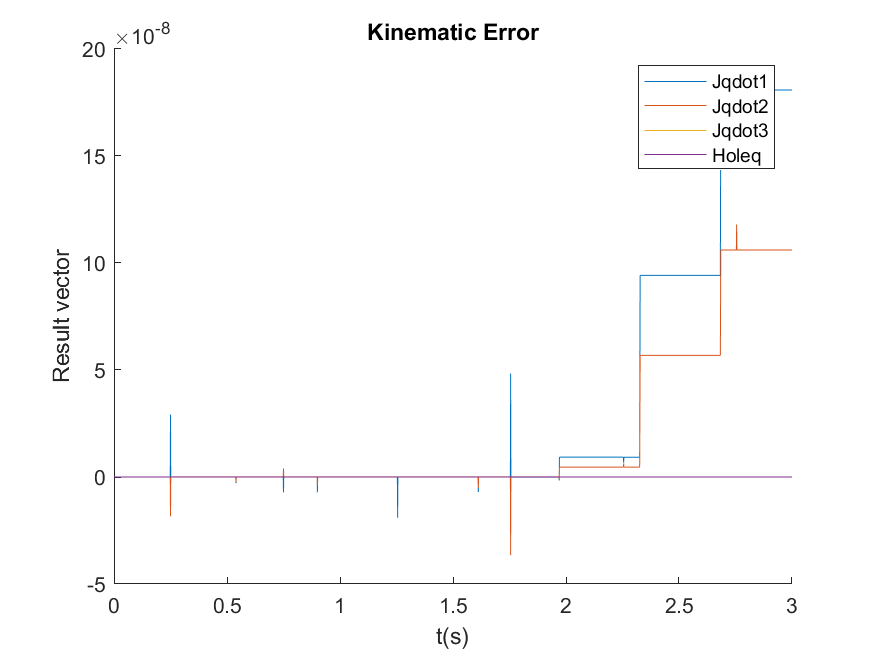 Kinematic Error
×10-8
20
15
10
5
0
-5
Result vector
0 0.5 1 1.5 2 2.5 3
t(s)
Jqdot1
Jqdot2
Jqdot3
Holeq